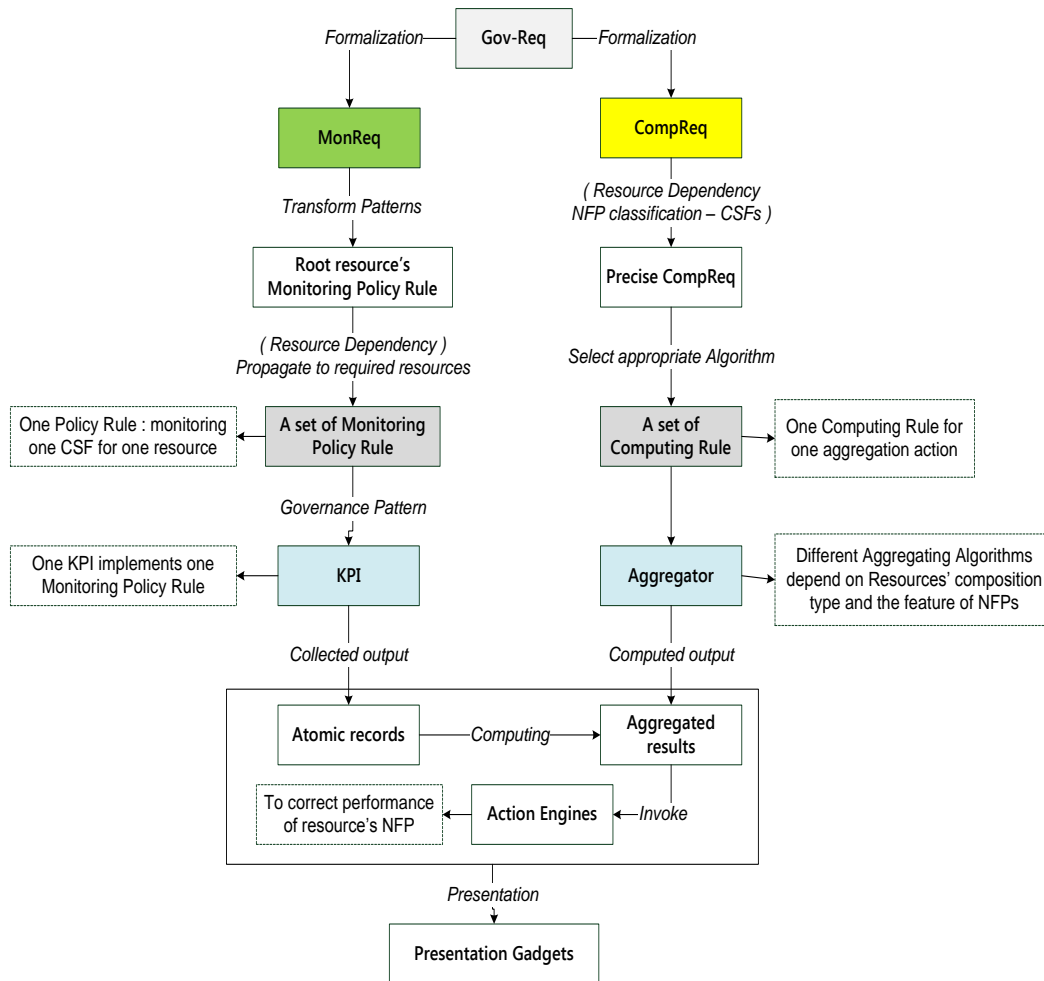 Formalization
Gov-Req
Formalization
MonReq
CompReq
Transform Patterns
( Resource Dependency
NFP classification – CSFs )
Root resource's
Monitoring Policy Rule
Precise CompReq
( Resource Dependency )
Propagate to required resources
Select appropriate Algorithm
One Policy Rule : monitoring
one CSF for one resource
A set of Monitoring
Policy Rule
A set of
Computing Rule
One Computing Rule for
one aggregation action
Governance Pattern
One KPI implements one
Monitoring Policy Rule
KPI
Aggregator
Different Aggregating Algorithms
depend on Resources' composition
type and the feature of NFPs
Collected output
Computed output
Atomic records
Computing
Aggregated
results
To correct performance
of resource's NFP
Action Engines
Invoke
Presentation
Presentation Gadgets